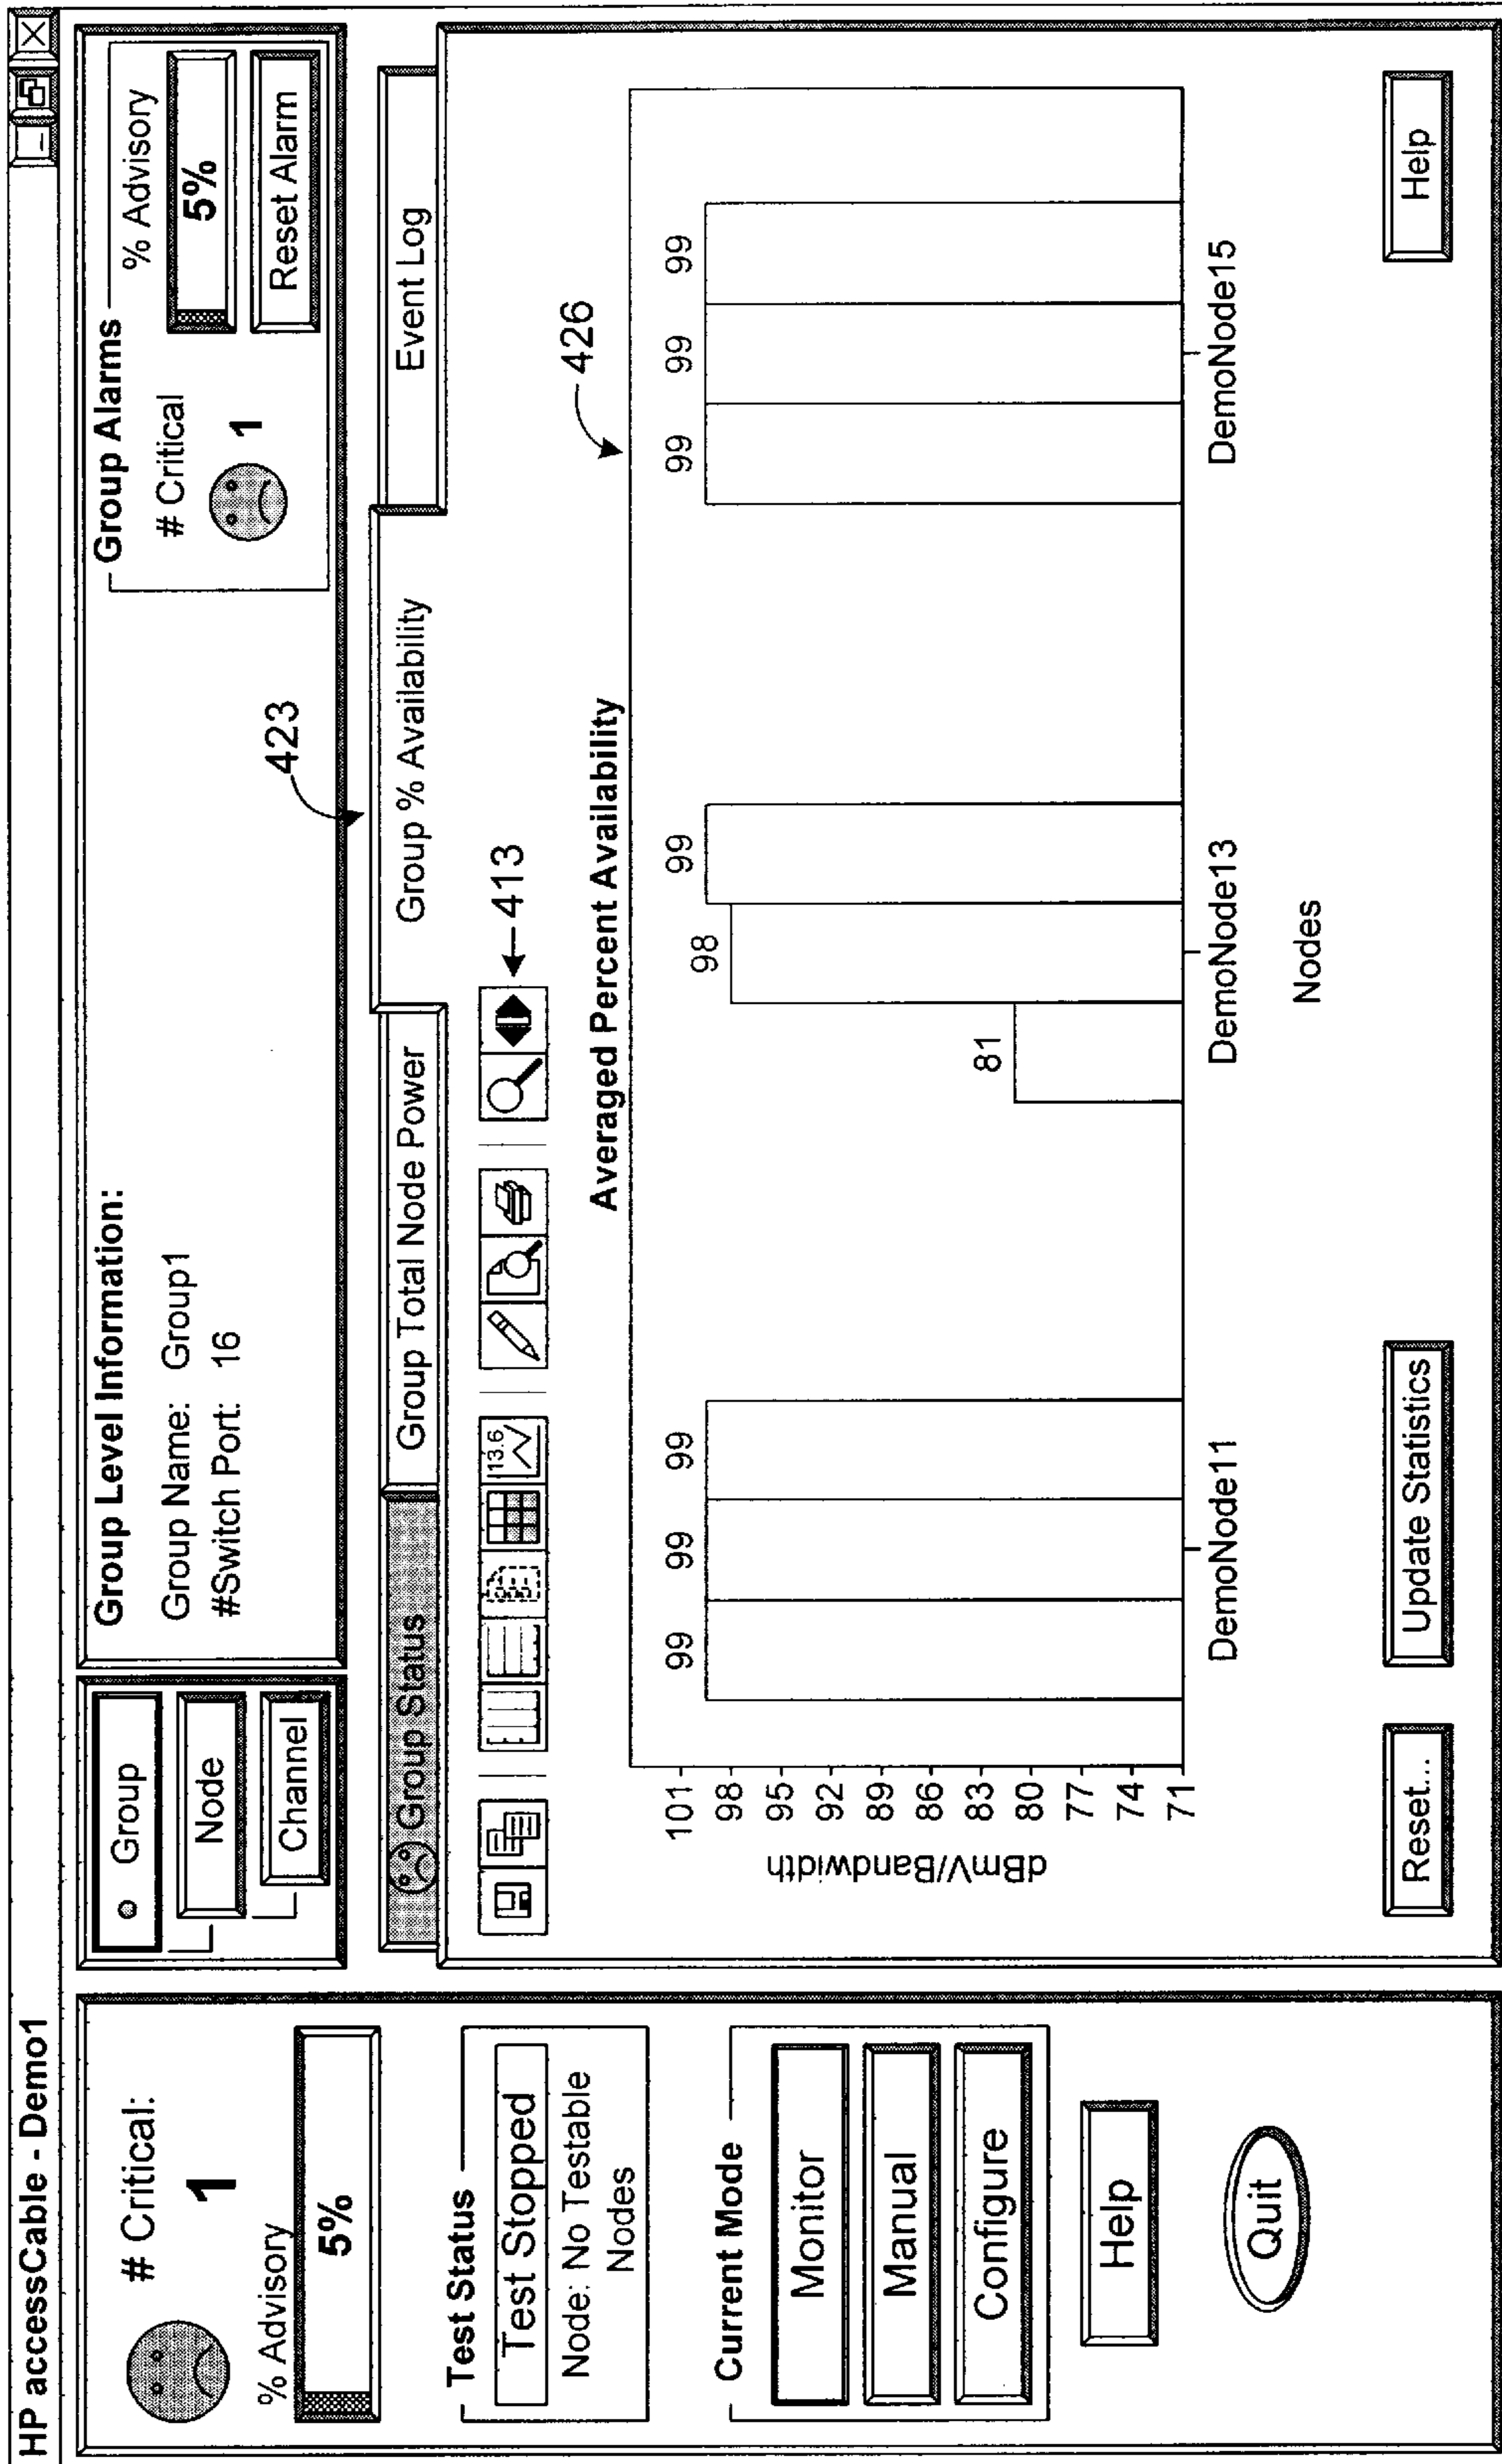 HP accessCable - Demo1
# Critical:
1
% Advisory
5%
Test Status
Test Stopped
Node: No Testable
Nodes
Current Mode
Monitor
Manual
Configure
Help
Quit
Group
Node
Channel
Group Level Information:
Group Name: Group1
#Switch Port: 16
Group Alarms
# Critical
1
% Advisory
5%
Reset Alarm
423
Group Status
Group Total Node Power
Group % Availability
Event Log
13.6
413
Averaged Percent Availability
426
dBmV/Bandwidth
101
98
95
92
89
86
83
80
77
74
71
99 99 99
81 98 99
99 99 99
DemoNode11
DemoNode13
DemoNode15
Nodes
Reset...
Update Statistics
Help